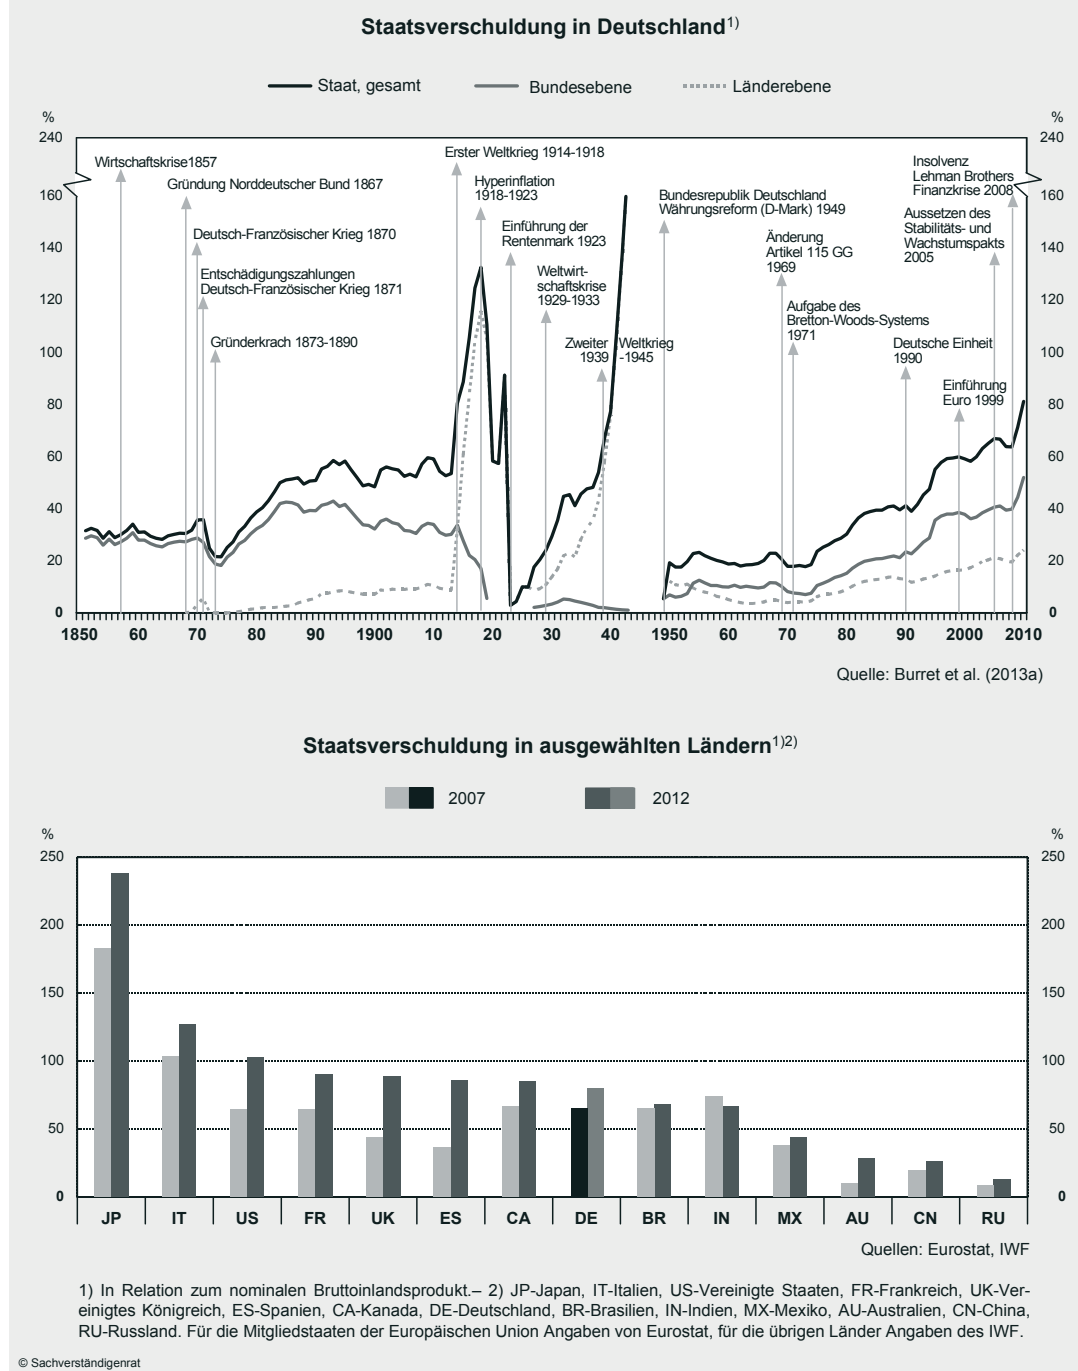 Staatsverschuldung in Deutschland1)
Staat, gesamt Bundesebene Länderebene
% %
240 240
Erster Weltkrieg 1914-1918
Wirtschaftskrise1857
Insolvenz
Lehman Brothers
Finanzkrise 2008
Gründung Norddeutscher Bund 1867
Hyperinflation
1918-1923
160 160
Bundesrepublik Deutschland
Währungsreform (D-Mark) 1949
Aussetzen des
Stabilitäts- und
Wachstumspakts
2005
Deutsch-Französischer Krieg 1870
Einführung der
Rentenmark 1923
Änderung
Artikel 115 GG
1969
140 140
Entschädigungszahlungen
Deutsch-Französischer Krieg 1871
Weltwirt-
schaftskrise
1929-1933
120 120
Aufgabe des
Bretton-Woods-Systems
1971
Gründerkrach 1873-1890
Zweiter Weltkrieg
1939 -1945
Deutsche Einheit
1990
100 100
Einführung
Euro 1999
80 80
60 60
40 40
20 20
0 0
1850 60 70 80 90 1900 10 20 30 40 1950 60 70 80 90 2000 2010
Quelle: Burret et al. (2013a)
Staatsverschuldung in ausgewählten Ländern1)2)
2007 2012
% %
250 250
200 200
150 150
100 100
50 50
0 0
JP IT US FR UK ES CA DE BR IN MX AU CN RU
Quellen: Eurostat, IWF
1) In Relation zum nominalen Bruttoinlandsprodukt.– 2) JP-Japan, IT-Italien, US-Vereinigte Staaten, FR-Frankreich, UK-Ver-
einigtes Königreich, ES-Spanien, CA-Kanada, DE-Deutschland, BR-Brasilien, IN-Indien, MX-Mexiko, AU-Australien, CN-China,
RU-Russland. Für die Mitgliedstaaten der Europäischen Union Angaben von Eurostat, für die übrigen Länder Angaben des IWF.
© Sachverständigenrat